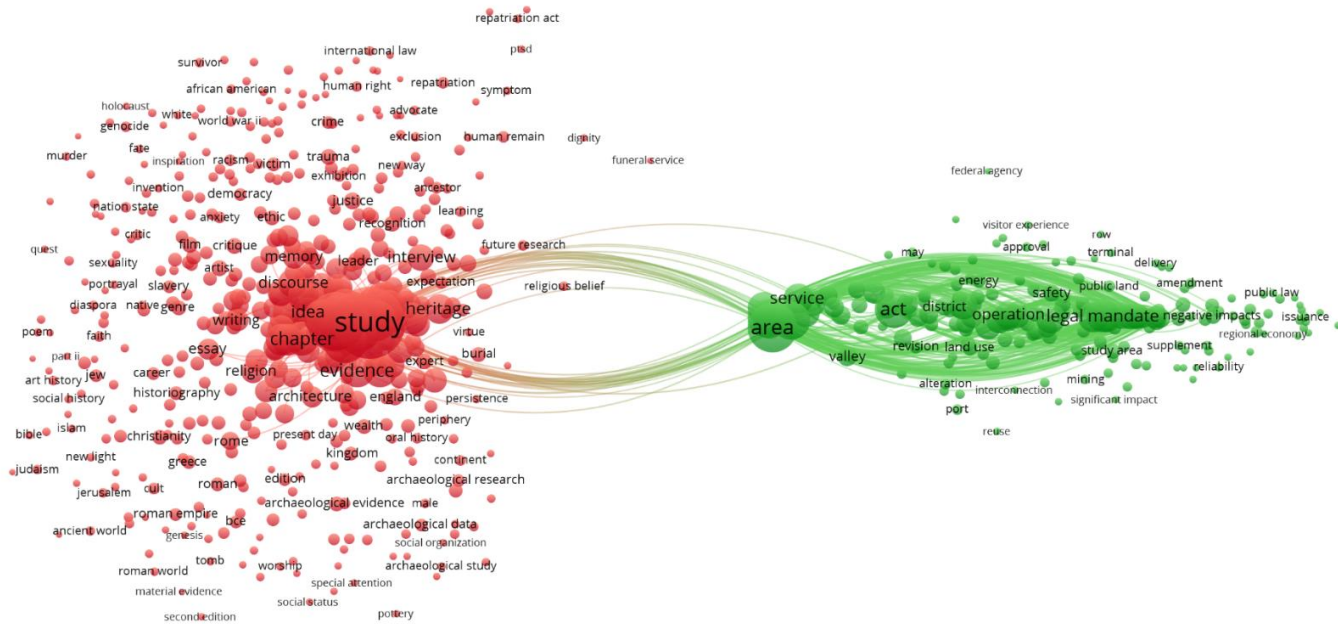 repatriation act
ptsd
international law
survivor
human right
repatriation
african american
symptom
holocaust
white
world war ii
crime
advocate
genocide
exclusion
human remain
dignity
murder
fate
inspiration
racism
victim
trauma
new way
funeral service
exhibition
invention
democracy
justice
ancestor
federal agency
nation state
anxiety
ethic
recognition
learning
critic
visitor experience
row
quest
film
critique
memory
leader
interview
future research
may
approval
terminal
delivery
sexuality
artist
portrayal
slavery
discourse
expectation
religious belief
energy
public land
amendment
diaspora
native
genre
idea
heritage
service
safety
public law
poem
writing
study
area
act
district
operation
legal mandate
negative impacts
issuance
faith
chapter
virtue
regional economy
part ii
essay
expert
burial
valley
revision
land use
study area
supplement
art history
jew
career
religion
evidence
reliability
social history
historiography
architecture
england
persistence
alteration
interconnection
mining
significant impact
port
bible
islam
christianity
rome
present day
wealth
oral history
periphery
reuse
judaism
new light
greece
kingdom
continent
jerusalem
cult
roman
edition
archaeological research
roman empire
bce
archaeological evidence
male
ancient world
genesis
archaeological data
social organization
roman world
tomb
worship
archaeological study
material evidence
special attention
social status
second edition
pottery